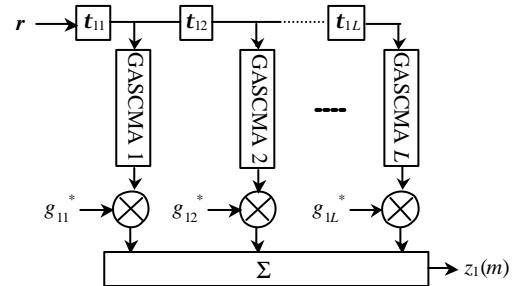 r t11 t12 t1L
GASCMA 1 GASCMA 2 GASCMA L
g11* g12* g1L*
Σ z1(m)